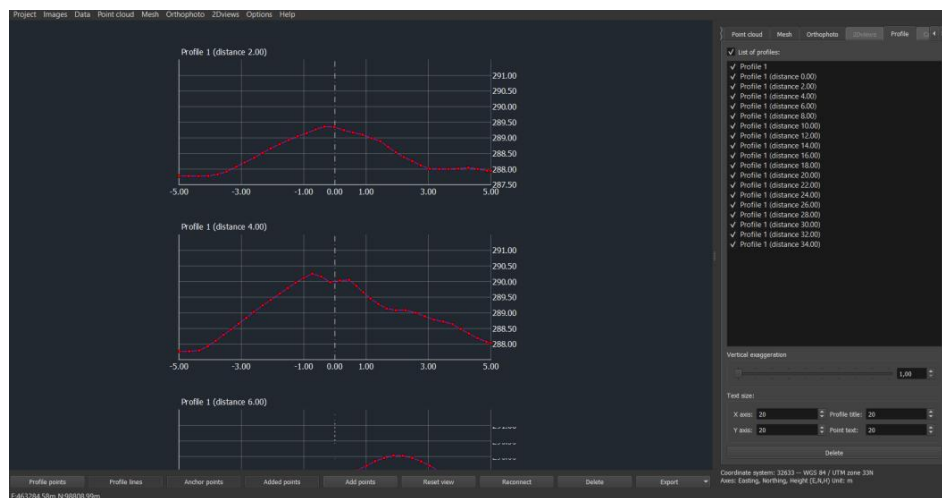 Project Images Data Point cloud Mesh Orthophoto 2Dviews Options Help
Profile 1 (distance 2.00)
291.00
290.50
290.00
289.50
289.00
288.50
288.00
287.50
-5.00 -3.00 -1.00 0.00 1.00 3.00 5.00
Profile 1 (distance 4.00)
291.00
290.50
290.00
289.50
289.00
288.50
288.00
-5.00 -3.00 -1.00 0.00 1.00 3.00 5.00
Profile 1 (distance 6.00)
Profile points Profile lines Anchor points Added points Add points Reset view Reconnect Delete Export
E:463284.58m N:98808.99m
Point cloud Mesh Orthophoto 2Dviews Profile
List of profiles:
Profile 1
Profile 1 (distance 0.00)
Profile 1 (distance 2.00)
Profile 1 (distance 4.00)
Profile 1 (distance 6.00)
Profile 1 (distance 8.00)
Profile 1 (distance 10.00)
Profile 1 (distance 12.00)
Profile 1 (distance 14.00)
Profile 1 (distance 16.00)
Profile 1 (distance 18.00)
Profile 1 (distance 20.00)
Profile 1 (distance 22.00)
Profile 1 (distance 24.00)
Profile 1 (distance 26.00)
Profile 1 (distance 28.00)
Profile 1 (distance 30.00)
Profile 1 (distance 32.00)
Profile 1 (distance 34.00)
Vertical exaggeration
1,00
Text size:
X axis: 20 Profile title: 20
Y axis: 20 Point text: 20
Delete
Coordinate system: 32633 -- WGS 84 / UTM zone 33N
Axes: Easting, Northing, Height (E,N,H) Unit: m